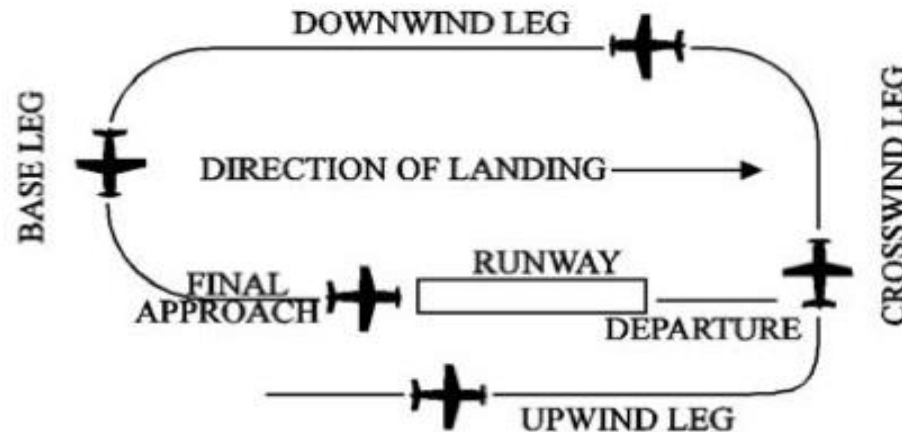 DOWNWIND LEG
BASE LEG
DIRECTION OF LANDING
CROSSWIND LEG
FINAL
APPROACH
RUNWAY
DEPARTURE
UPWIND LEG